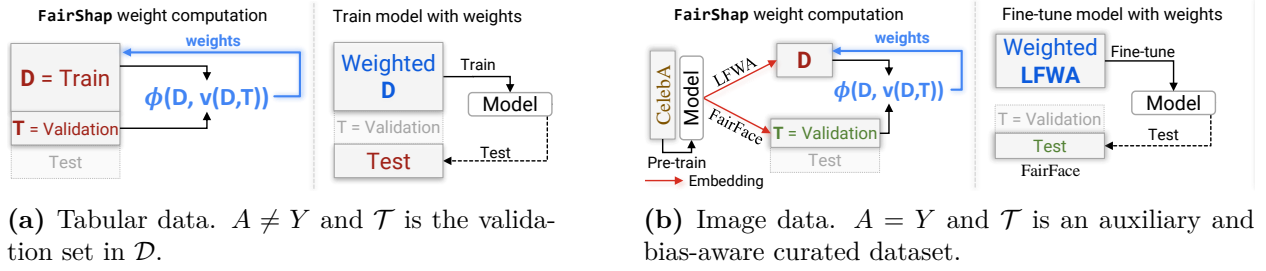 FairShap weight computation
weights
D = Train
ϕ(D, v(D,T))
T = Validation
Test
Train model with weights
Weighted
D
Train
Model
T = Validation
Test
Test
(a) Tabular data. A ≠ Y and 𝒯 is the valida-
tion set in 𝒟.
FairShap weight computation
weights
D
CelebA
Model
LFWA
FairFace
ϕ(D, v(D,T))
T = Validation
Test
Pre-train
Embedding
Fine-tune model with weights
Weighted
LFWA
Fine-tune
Model
T = Validation
Test
Test
FairFace
(b) Image data. A = Y and 𝒯 is an auxiliary and
bias-aware curated dataset.